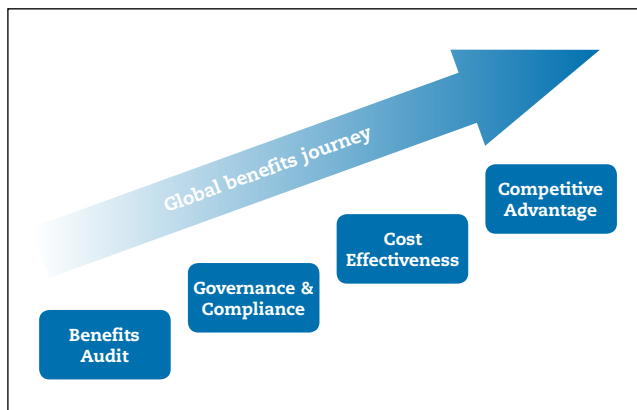 Global benefits journey
Competitive
Advantage
Cost
Effectiveness
Governance &
Compliance
Benefits
Audit